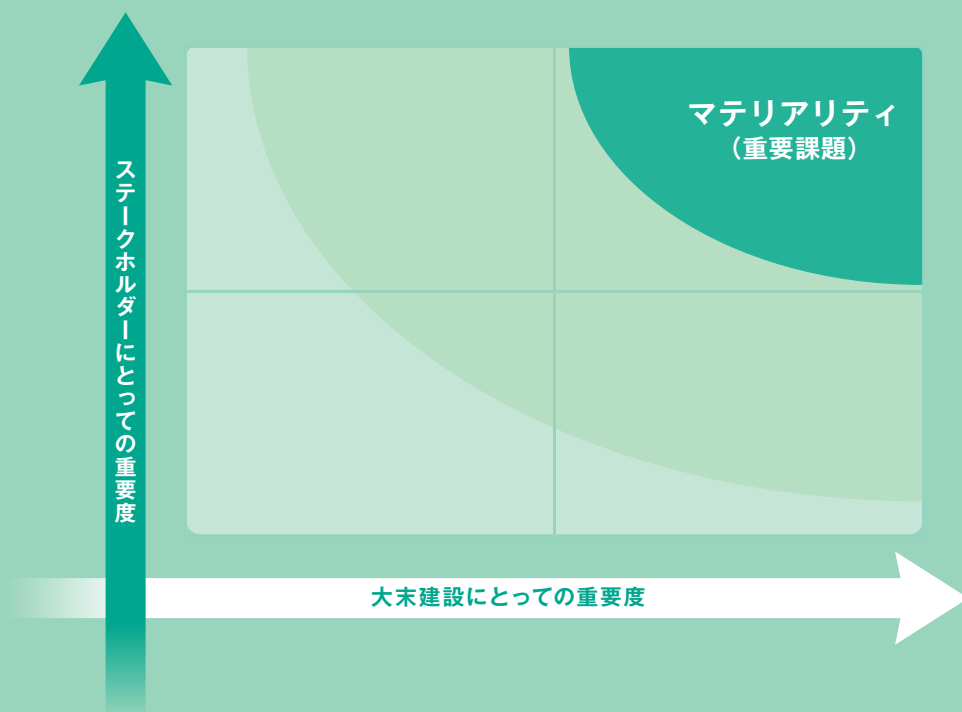 マテリアリティ
（重要課題）
ステークホルダーにとっての重要度
大末建設にとっての重要度